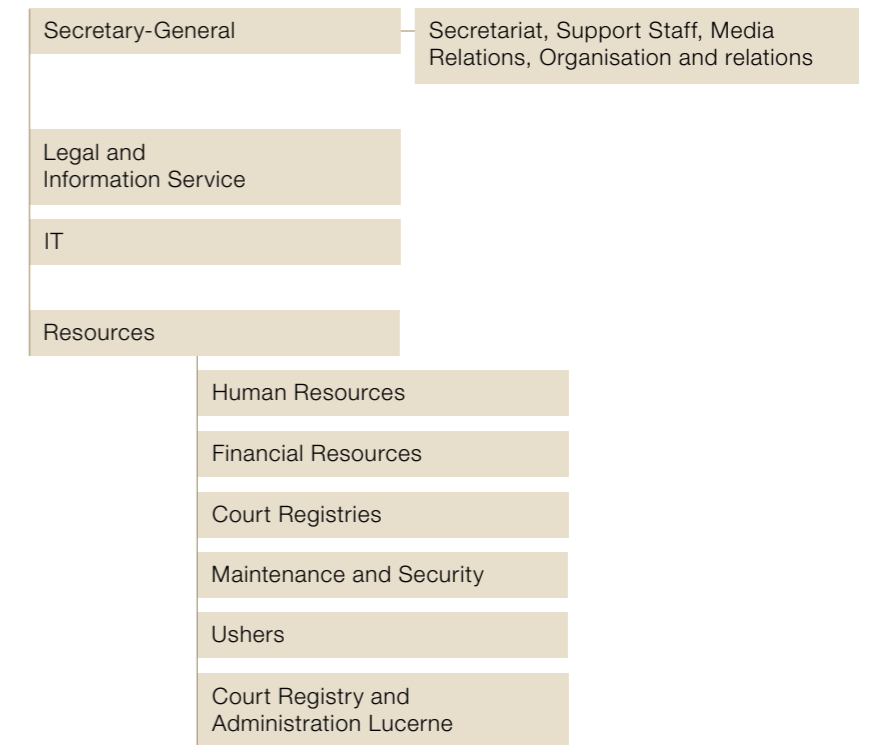 Secretary-General
Secretariat, Support Staff, Media
Relations, Organisation and relations
Legal and
Information Service
IT
Resources
Human Resources
Financial Resources
Court Registries
Maintenance and Security
Ushers
Court Registry and
Administration Lucerne